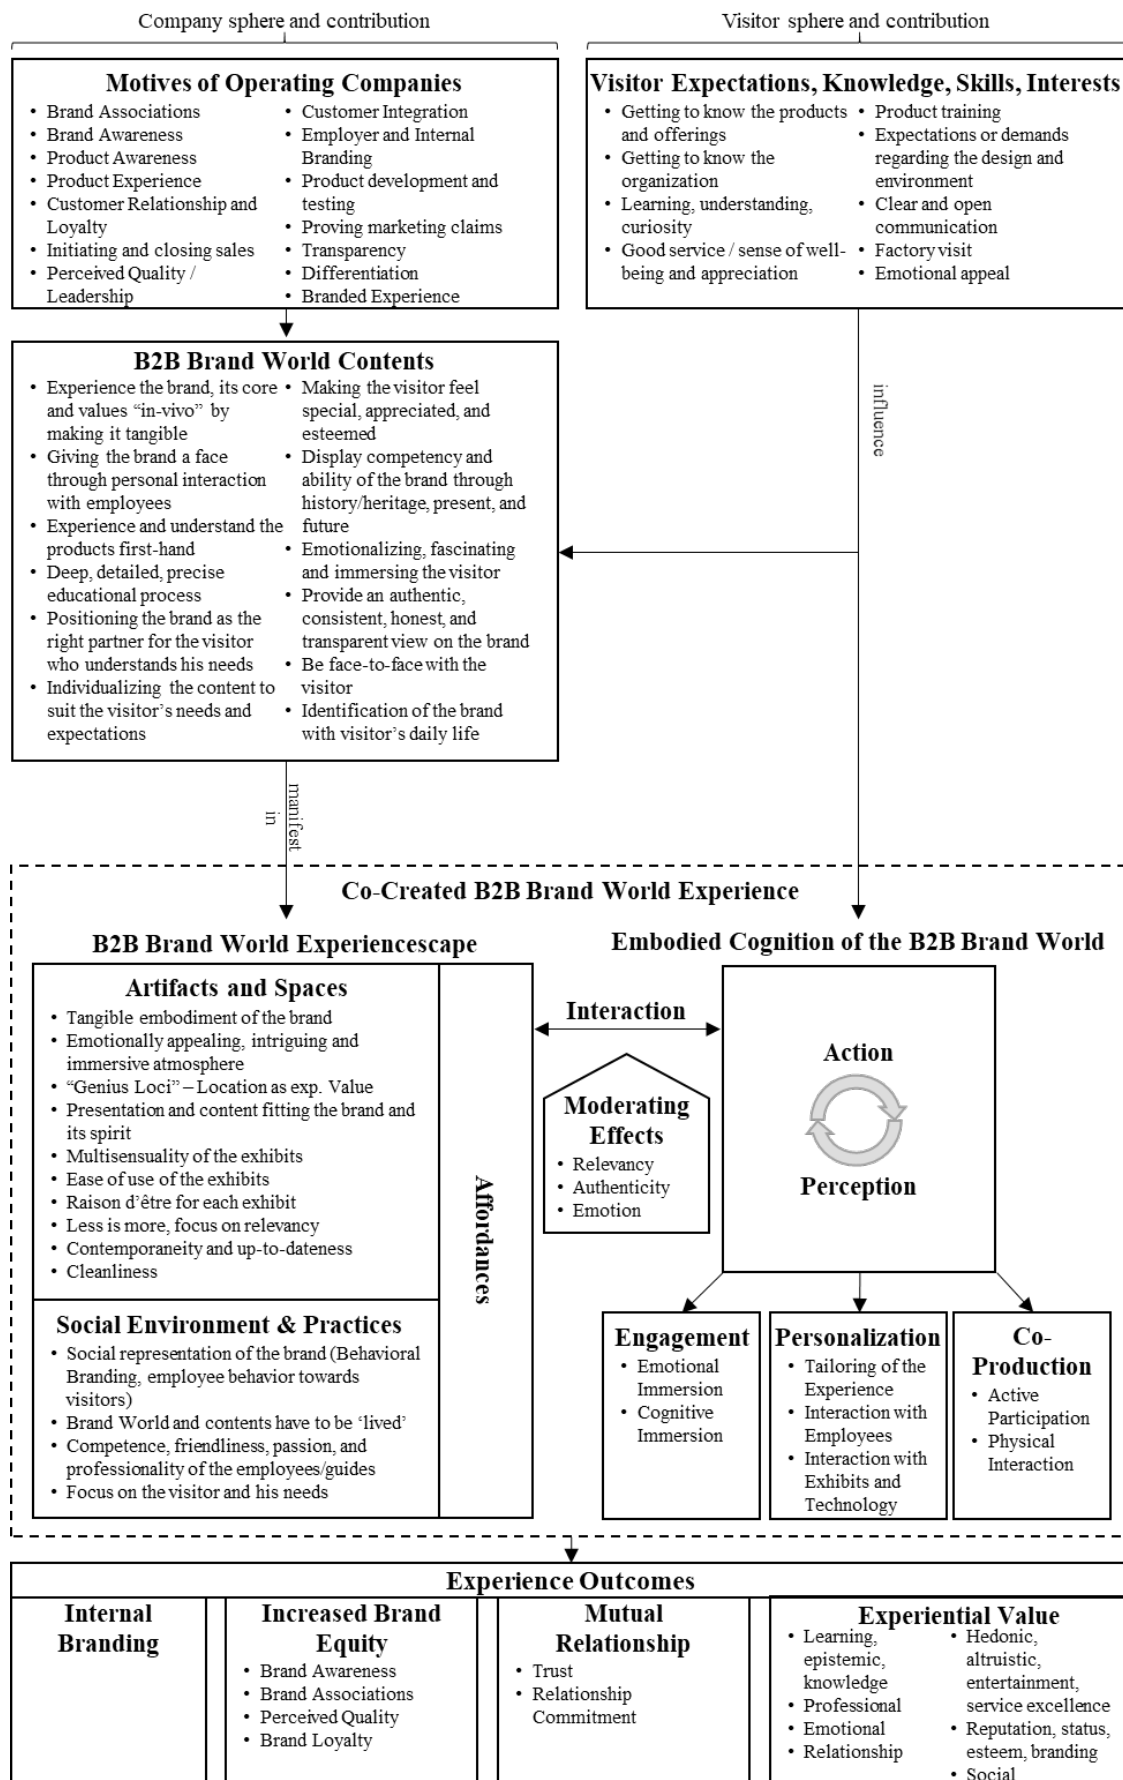 Company sphere and contribution
Visitor sphere and contribution
Motives of Operating Companies
• Brand Associations
• Brand Awareness
• Product Awareness
• Product Experience
• Customer Relationship and
Loyalty
• Initiating and closing sales
• Perceived Quality /
Leadership
• Customer Integration
• Employer and Internal
Branding
• Product development and
testing
• Proving marketing claims
• Transparency
• Differentiation
• Branded Experience
Visitor Expectations, Knowledge, Skills, Interests
• Getting to know the products
and offerings
• Getting to know the
organization
• Learning, understanding,
curiosity
• Good service / sense of well-
being and appreciation
• Product training
• Expectations or demands
regarding the design and
environment
• Clear and open
communication
• Factory visit
• Emotional appeal
B2B Brand World Contents
• Experience the brand, its core
and values “in-vivo” by
making it tangible
• Giving the brand a face
through personal interaction
with employees
• Experience and understand the
products first-hand
• Deep, detailed, precise
educational process
• Positioning the brand as the
right partner for the visitor
who understands his needs
• Individualizing the content to
suit the visitor’s needs and
expectations
• Making the visitor feel
special, appreciated, and
esteemed
• Display competency and
ability of the brand through
history/heritage, present, and
future
• Emotionalizing, fascinating
and immersing the visitor
• Provide an authentic,
consistent, honest, and
transparent view on the brand
• Be face-to-face with the
visitor
• Identification of the brand
with visitor’s daily life
influence
manifest
in
Co-Created B2B Brand World Experience
B2B Brand World Experiencescape
Artifacts and Spaces
• Tangible embodiment of the brand
• Emotionally appealing, intriguing and
immersive atmosphere
• “Genius Loci” – Location as exp. Value
• Presentation and content fitting the brand and
its spirit
• Multisensuality of the exhibits
• Ease of use of the exhibits
• Raison d’être for each exhibit
• Less is more, focus on relevancy
• Contemporaneity and up-to-dateness
• Cleanliness
Social Environment & Practices
• Social representation of the brand (Behavioral
Branding, employee behavior towards
visitors)
• Brand World and contents have to be ‘lived’
• Competence, friendliness, passion, and
professionality of the employees/guides
• Focus on the visitor and his needs
Affordances
Interaction
Moderating
Effects
• Relevancy
• Authenticity
• Emotion
Embodied Cognition of the B2B Brand World
Action
Perception
Engagement
• Emotional
Immersion
• Cognitive
Immersion
Personalization
• Tailoring of the
Experience
• Interaction with
Employees
• Interaction with
Exhibits and
Technology
Co-
Production
• Active
Participation
• Physical
Interaction
Experience Outcomes
Internal
Branding
Increased Brand
Equity
• Brand Awareness
• Brand Associations
• Perceived Quality
• Brand Loyalty
Mutual
Relationship
• Trust
• Relationship
Commitment
Experiential Value
• Learning,
epistemic,
knowledge
• Professional
• Emotional
• Relationship
• Hedonic,
altruistic,
entertainment,
service excellence
• Reputation, status,
esteem, branding
• Social